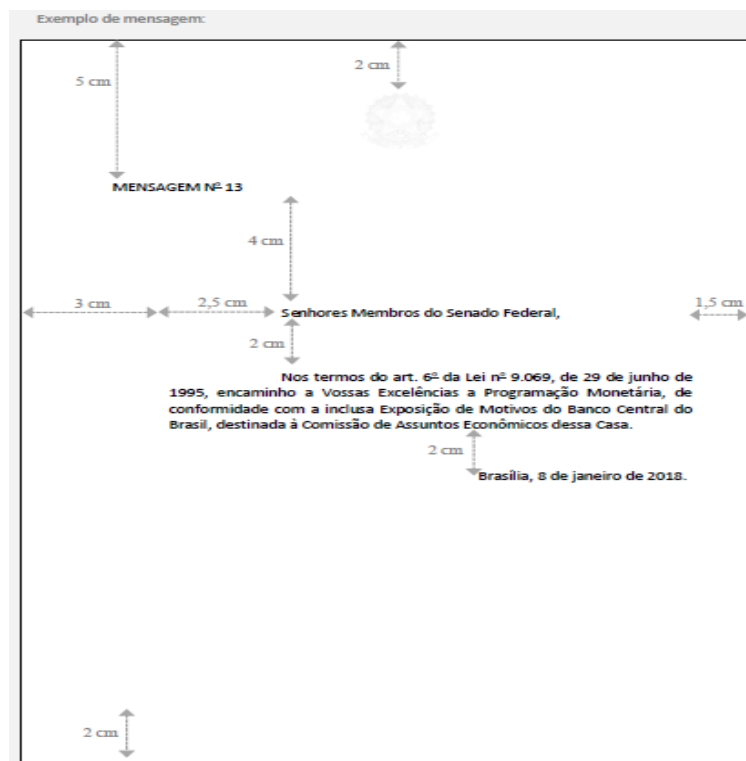 Exemplo de mensagem:
5 cm
2 cm
MENSAGEM Nº 13
4 cm
3 cm
2,5 cm
Senhores Membros do Senado Federal,
1,5 cm
2 cm
Nos termos do art. 6º da Lei nº 9.069, de 29 de junho de
1995, encaminho a Vossas Excelências a Programação Monetária, de
conformidade com a inclusa Exposição de Motivos do Banco Central do
Brasil, destinada à Comissão de Assuntos Econômicos dessa Casa.
2 cm
Brasília, 8 de janeiro de 2018.
2 cm